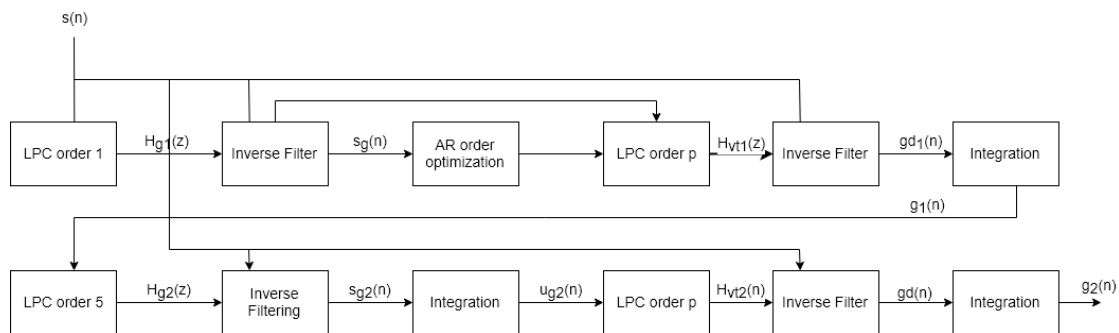 s(n)
LPC order 1
Hg1(z)
Inverse Filter
sg(n)
AR order
optimization
LPC order p
Hvt1(z)
Inverse Filter
gd1(n)
Integration
g1(n)
LPC order 5
Hg2(z)
Inverse
Filtering
sg2(n)
Integration
ug2(n)
LPC order p
Hvt2(n)
Inverse Filter
gd(n)
Integration
g2(n)